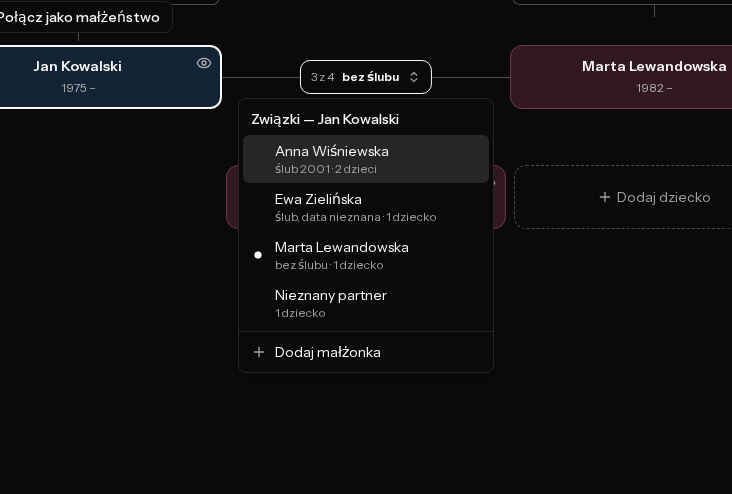 Połącz jako małżeństwo
Jan Kowalski
1975 –
3 z 4 bez ślubu
Marta Lewandowska
1982 –
Związki — Jan Kowalski
Anna Wiśniewska
ślub 2001 · 2 dzieci
Ewa Zielińska
ślub, data nieznana · 1 dziecko
Marta Lewandowska
bez ślubu · 1 dziecko
Nieznany partner
1 dziecko
Dodaj małżonka
Dodaj dziecko